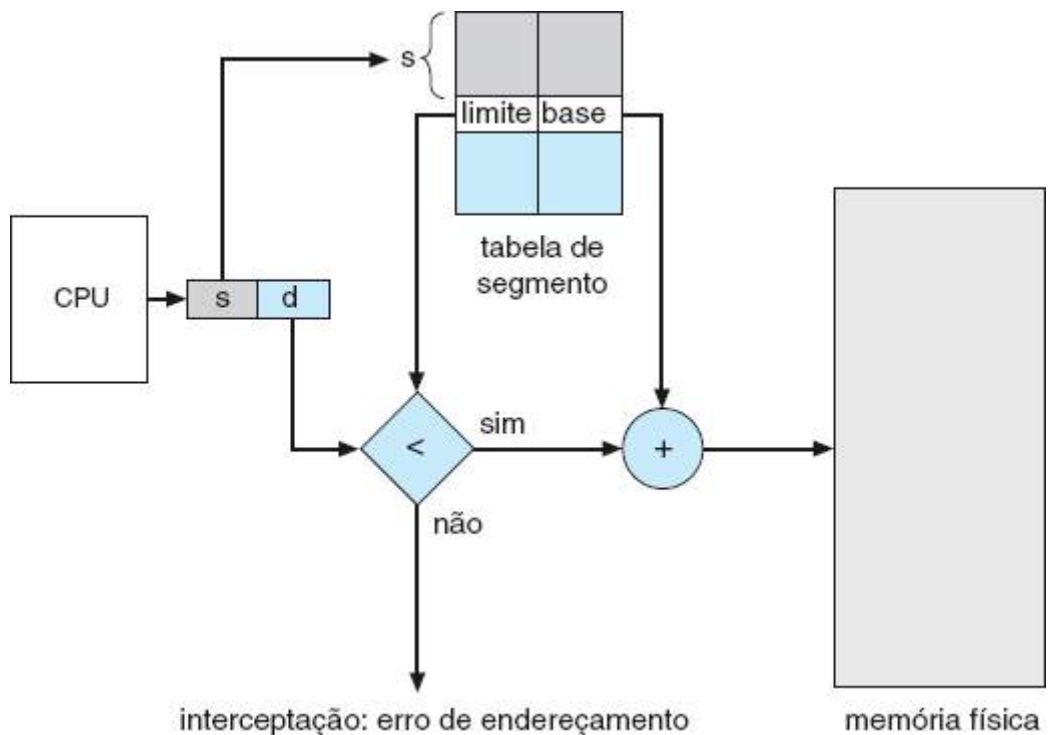 s
limite base
tabela de
segmento
CPU
s d
<
sim
+
não
interceptação: erro de endereçamento
memória física